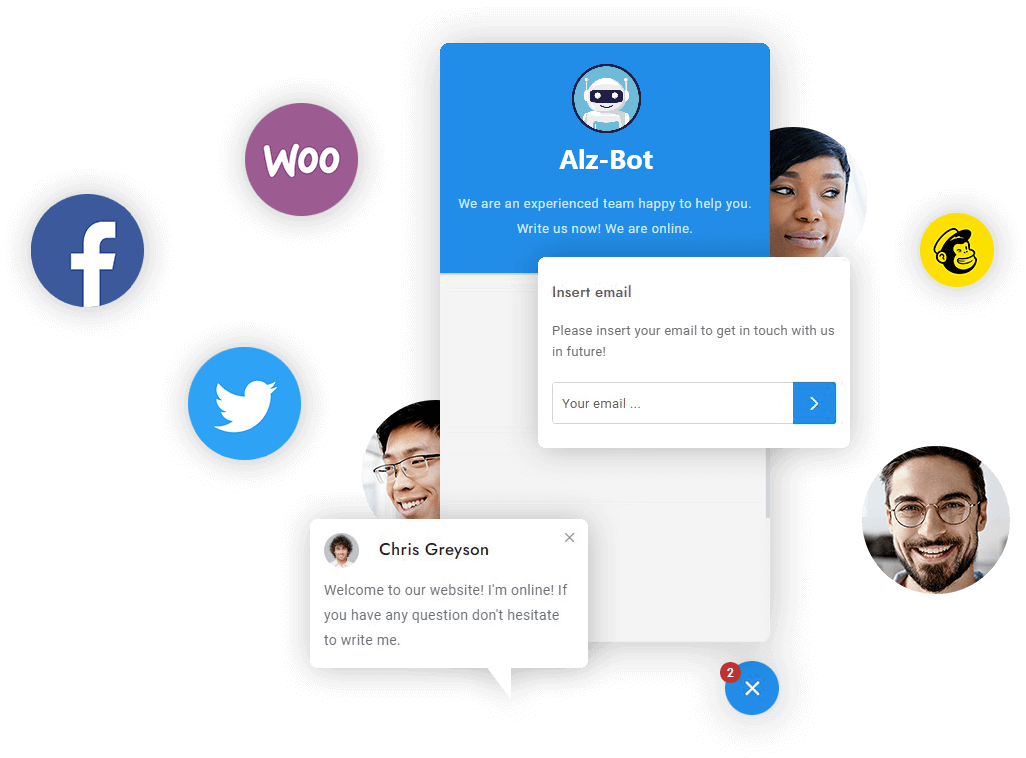 Woo
Alz-Bot
We are an experienced team happy to help you.
Write us now! We are online.
Insert email
Please insert your email to get in touch with us
in future!
Your email ...
Chris Greyson
Welcome to our website! I'm online! If
you have any question don't hesitate
to write me.
2